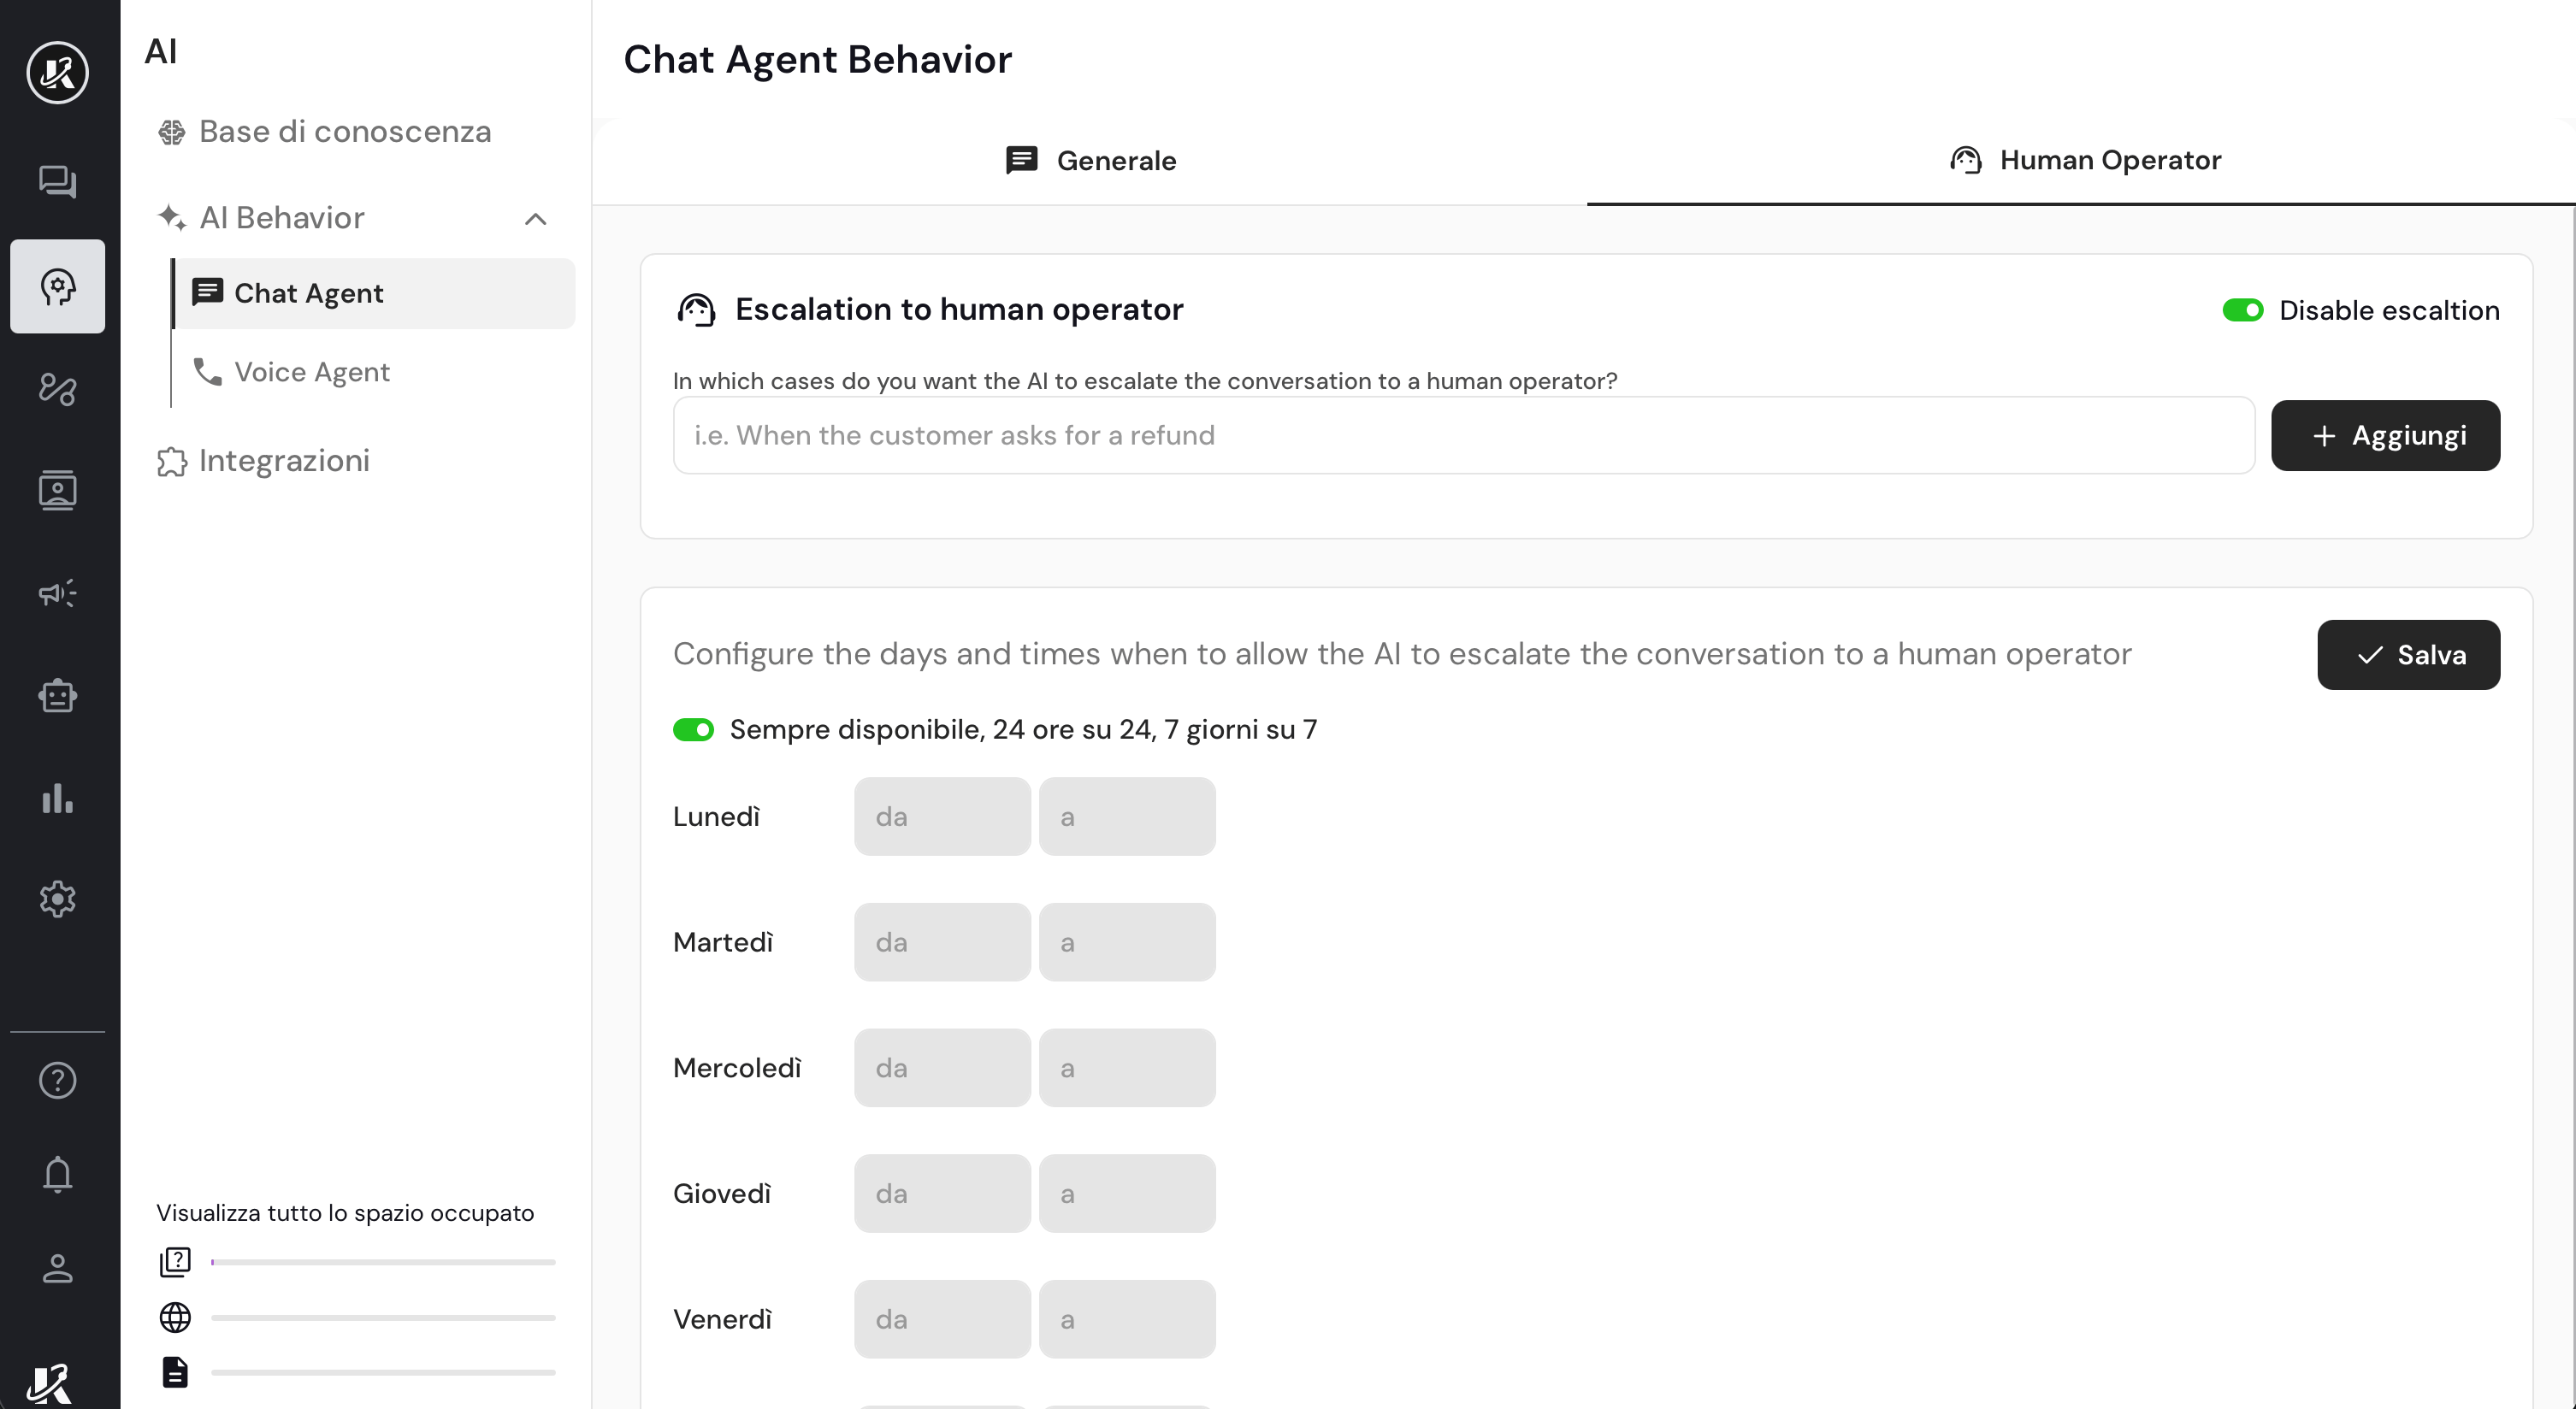 AI
Base di conoscenza
AI Behavior
Chat Agent
Voice Agent
Integrazioni
Visualizza tutto lo spazio occupato
Chat Agent Behavior
Generale
Human Operator
Escalation to human operator
Disable escaltion
In which cases do you want the AI to escalate the conversation to a human operator?
i.e. When the customer asks for a refund
Aggiungi
Configure the days and times when to allow the AI to escalate the conversation to a human operator
Salva
Sempre disponibile, 24 ore su 24, 7 giorni su 7
Lunedì da a
Martedì da a
Mercoledì da a
Giovedì da a
Venerdì da a